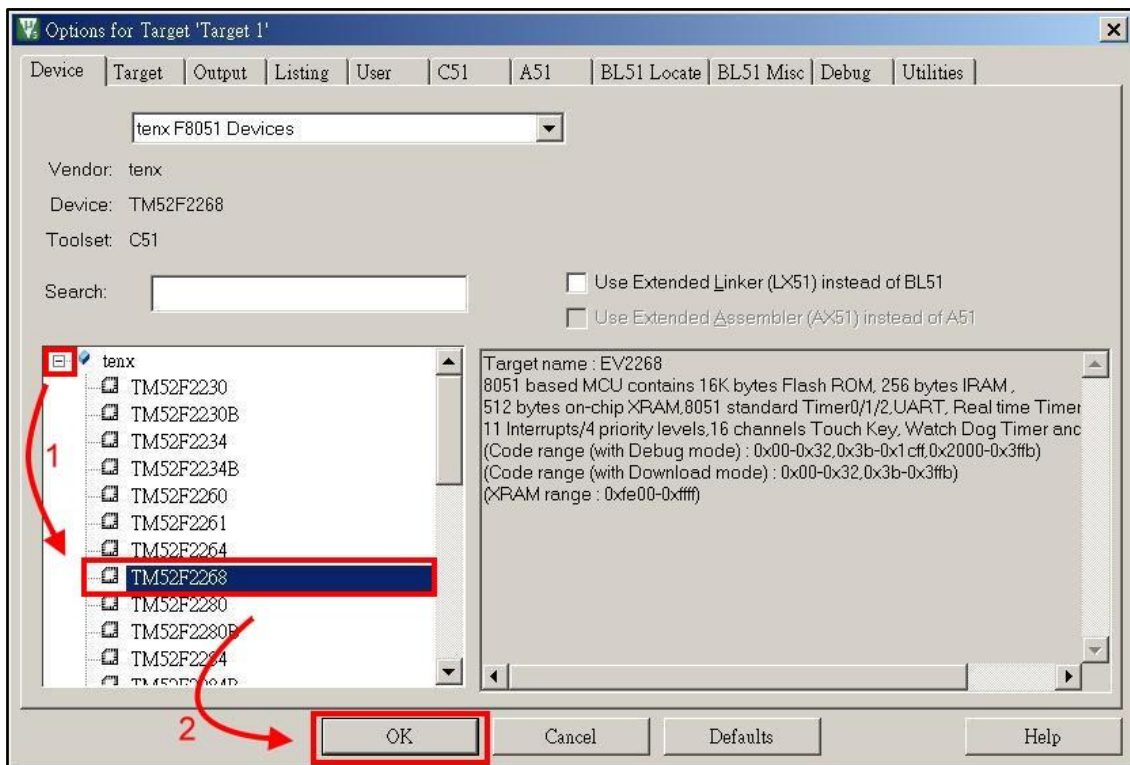 Options for Target 'Target 1'
Device Target Output Listing User C51 A51 BL51 Locate BL51 Misc Debug Utilities
tenx F8051 Devices
Vendor: tenx
Device: TM52F2268
Toolset: C51
Search:
Use Extended Linker (LX51) instead of BL51
Use Extended Assembler (AX51) instead of A51
tenx
TM52F2230
TM52F2230B
TM52F2234
TM52F2234B
TM52F2260
TM52F2261
TM52F2264
TM52F2268
TM52F2280
TM52F2280B
TM52F2284
1
2
Target name : EV2268
8051 based MCU contains 16K bytes Flash ROM, 256 bytes IRAM ,
512 bytes on-chip XRAM,8051 standard Timer0/1/2,UART, Real time Timer
11 Interrupts/4 priority levels,16 channels Touch Key, Watch Dog Timer and
(Code range (with Debug mode) : 0x00-0x32,0x3b-0x1cff,0x2000-0x3ffb)
(Code range (with Download mode) : 0x00-0x32,0x3b-0x3ffb)
(XRAM range : 0xfe00-0xffff)
OK Cancel Defaults Help